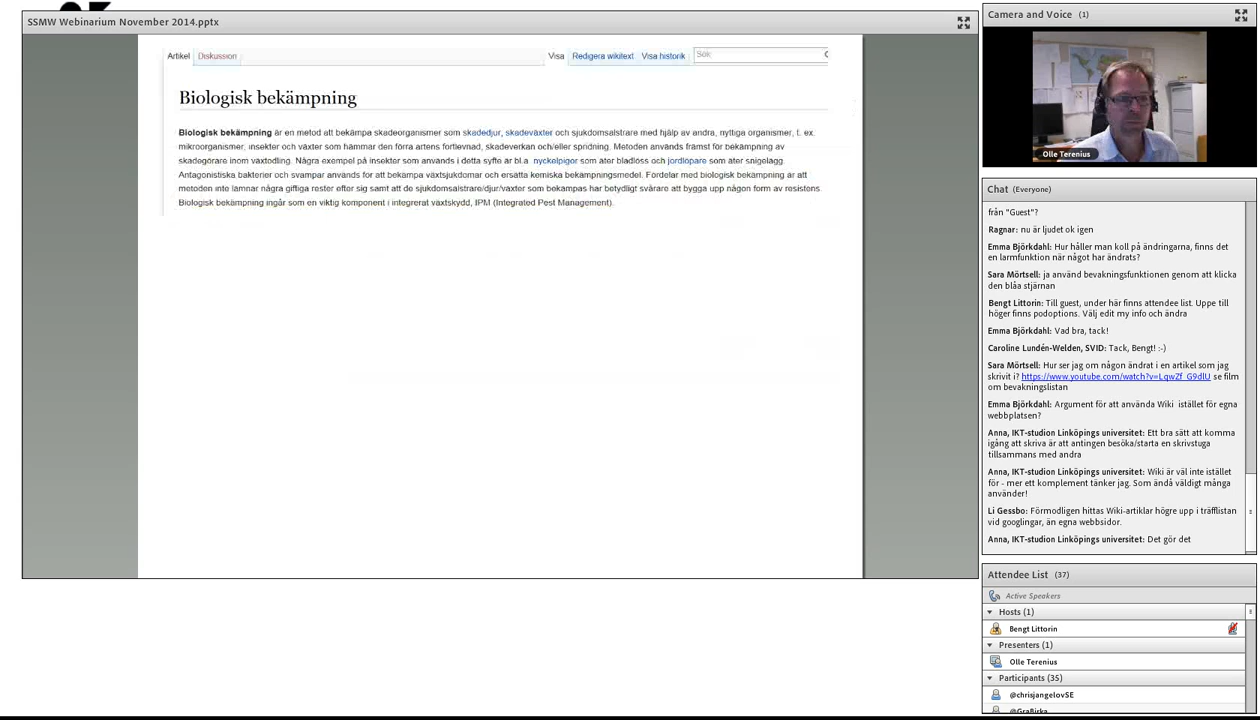 SSMW Webinarium November 2014.pptx
Artikel Diskussion Visa Redigera wikitext Visa historik Sök
Biologisk bekämpning
Biologisk bekämpning är en metod att bekämpa skadeorganismer som skadedjur, skadeväxter och sjukdomsalstrare med hjälp av andra, nyttiga organismer, t. ex.
mikroorganismer, insekter och växter som hämmar den förra artens fortlevnad, skadeverkan och/eller spridning. Metoden används främst för bekämpning av
skadegörare inom växtodling. Några exempel på insekter som används i detta syfte är bl.a nyckelpigor som äter bladlöss och jordlöpare som äter snigelägg.
Antagonistiska bakterier och svampar används för att bekämpa växtsjukdomar och ersätta kemiska bekämpningsmedel. Fördelar med biologisk bekämpning är att
metoden inte lämnar några giftiga rester efter sig samt att de sjukdomsalstrare/djur/växter som bekämpas har betydligt svårare att bygga upp någon form av resistens.
Biologisk bekämpning ingår som en viktig komponent i integrerat växtskydd, IPM (Integrated Pest Management).
Camera and Voice (1)
Olle Terenius
Chat (Everyone)
från "Guest"?
Ragnar: nu är ljudet ok igen
Emma Björkdahl: Hur håller man koll på ändringarna, finns det
en larmfunktion när något har ändrats?
Sara Mörtsell: ja använd bevakningsfunktionen genom att klicka
den blåa stjärnan
Bengt Littorin: Till guest, under här finns attendee list. Uppe till
höger finns podoptions. Välj edit my info och ändra
Emma Björkdahl: Vad bra, tack!
Caroline Lundén-Welden, SVID: Tack, Bengt! :-)
Sara Mörtsell: Hur ser jag om någon ändrat i en artikel som jag
skrivit i? https://www.youtube.com/watch?v=LqwZf_G9dlU se film
om bevakningslistan
Emma Björkdahl: Argument för att använda Wiki istället för egna
webbplatsen?
Anna, IKT-studion Linköpings universitet: Ett bra sätt att komma
igång att skriva är att antingen besöka/starta en skrivstuga
tillsammans med andra
Anna, IKT-studion Linköpings universitet: Wiki är väl inte istället
för - mer ett komplement tänker jag. Som ändå väldigt många
använder!
Li Gessbo: Förmodligen hittas Wiki-artiklar högre upp i träfflistan
vid googlingar, än egna webbsidor.
Anna, IKT-studion Linköpings universitet: Det gör det
Attendee List (37)
Active Speakers
Hosts (1)
Bengt Littorin
Presenters (1)
Olle Terenius
Participants (35)
@chrisjangelovSE
@GraBirka